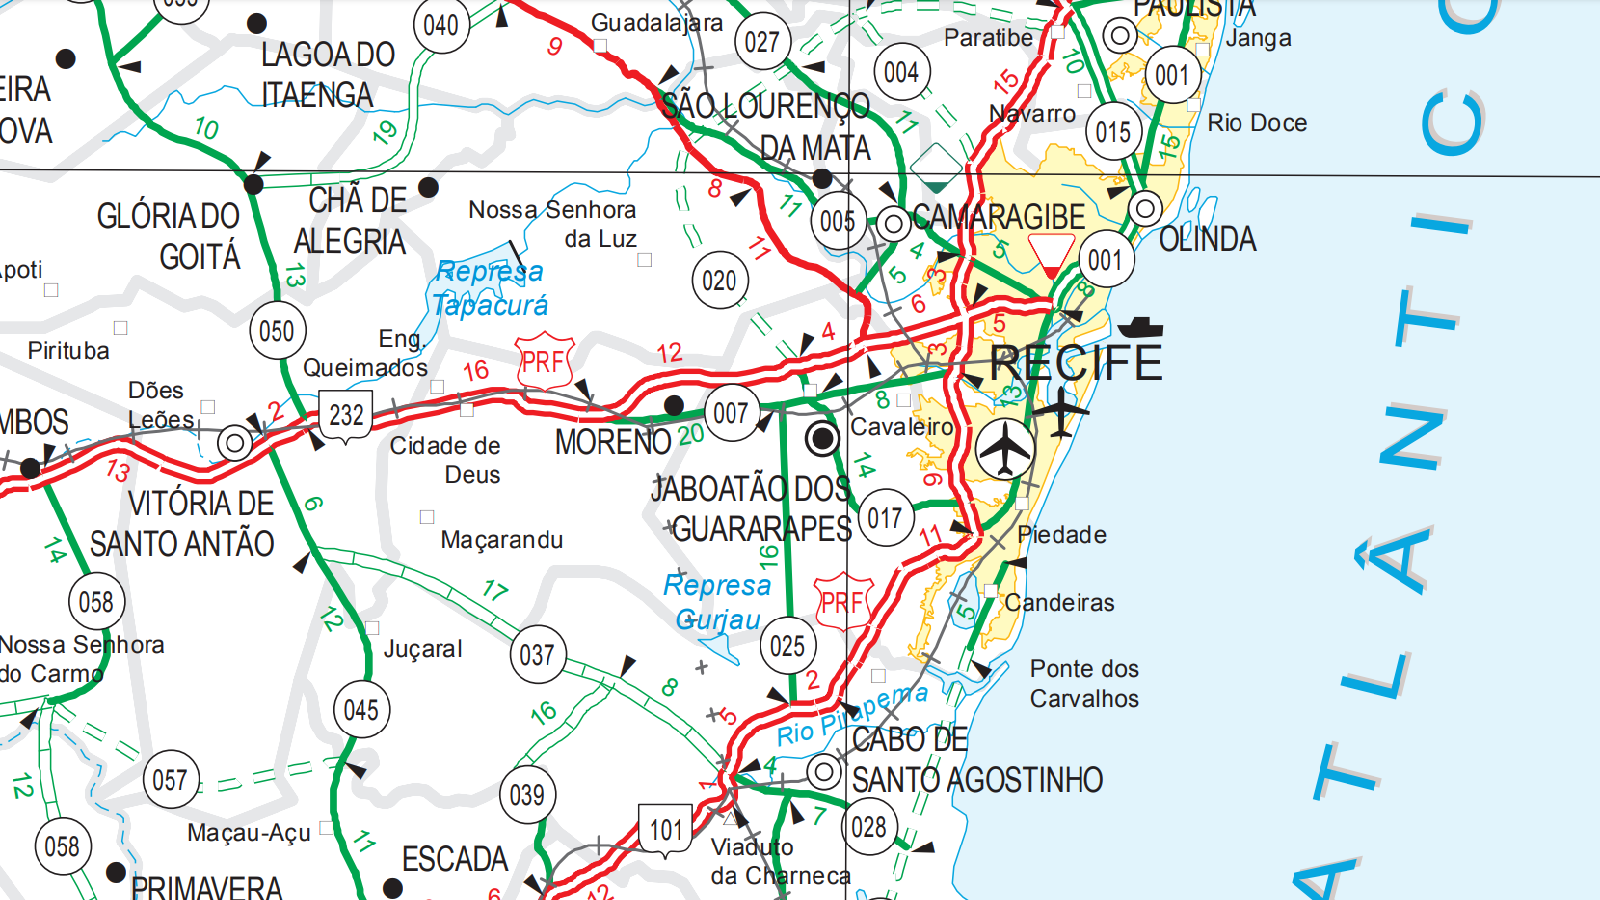 PAULISTA
040
Guadalajara
027
Paratibe
Janga
LAGOA DO
ITAENGA
9
004
15
10
001
EIRA
OVA
SÃO LOURENÇO
DA MATA
Navarro
015
Rio Doce
10
19
11
15
GLÓRIA DO
GOITÁ
CHÃ DE
ALEGRIA
8
11
Nossa Senhora
da Luz
005
CAMARAGIBE
OLINDA
11
4
5
001
13
Represa
Tapacurá
020
5
3
8
050
6
5
Pirituba
Eng.
Queimados
PRF
12
4
3
RECIFE
16
Dões
Leões
2
232
8
13
MBOS
007
Cavaleiro
MORENO
20
Cidade de
Deus
13
14
9
VITÓRIA DE
SANTO ANTÃO
6
JABOATÃO DOS
GUARARAPES
017
Maçarandu
11
Piedade
14
16
17
Represa
Gurjau
PRF
058
12
5
Candeiras
Nossa Senhora
do Carmo
Juçaral
037
025
Ponte dos
Carvalhos
8
2
045
16
5
Rio Pirapema
CABO DE
SANTO AGOSTINHO
057
4
12
039
1
7
Maçau-Açu
101
028
058
11
ESCADA
Viaduto
da Charneca
PRIMAVERA
6
12
ATLÂNTICO